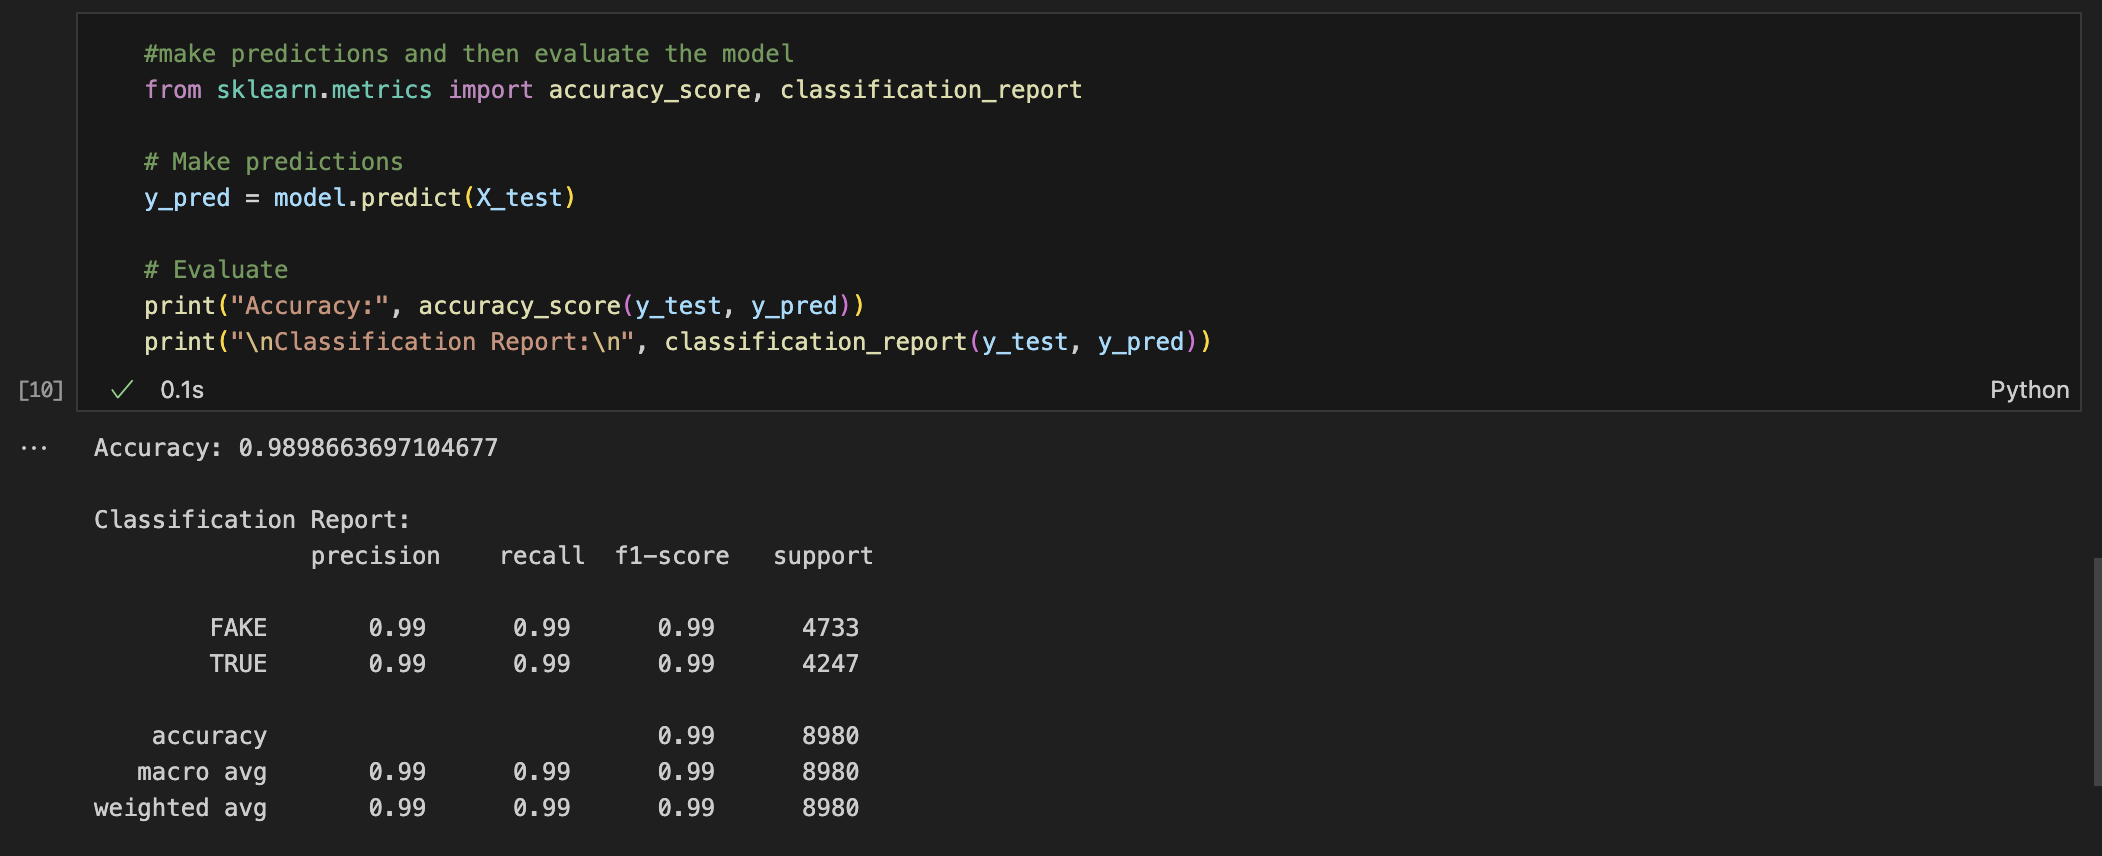 #make predictions and then evaluate the model
from sklearn.metrics import accuracy_score, classification_report
# Make predictions
y_pred = model.predict(X_test)
# Evaluate
print("Accuracy:", accuracy_score(y_test, y_pred))
print("\nClassification Report:\n", classification_report(y_test, y_pred))
[10] ✓ 0.1s Python
... Accuracy: 0.9898663697104677
Classification Report:
precision recall f1-score support
FAKE 0.99 0.99 0.99 4733
TRUE 0.99 0.99 0.99 4247
accuracy 0.99 8980
macro avg 0.99 0.99 0.99 8980
weighted avg 0.99 0.99 0.99 8980